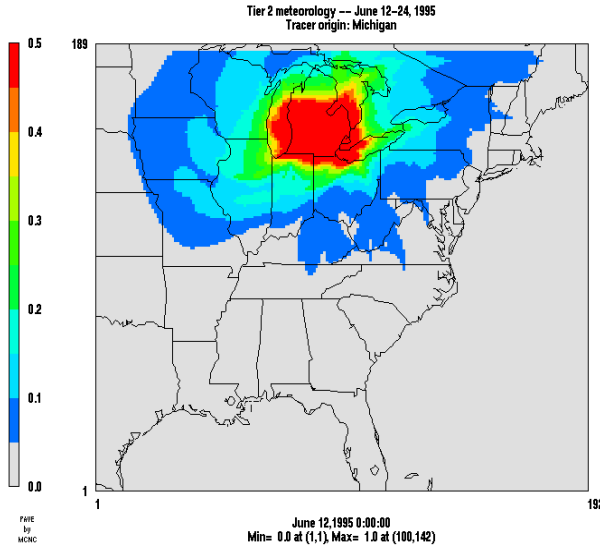 Tier 2 meteorology -- June 12-24, 1995
Tracer origin: Michigan
0.5
0.4
0.3
0.2
0.1
0.0
189
1
1
192
June 12,1995 0:00:00
Min= 0.0 at (1,1), Max= 1.0 at (100,142)
PAVE
by
MCNC